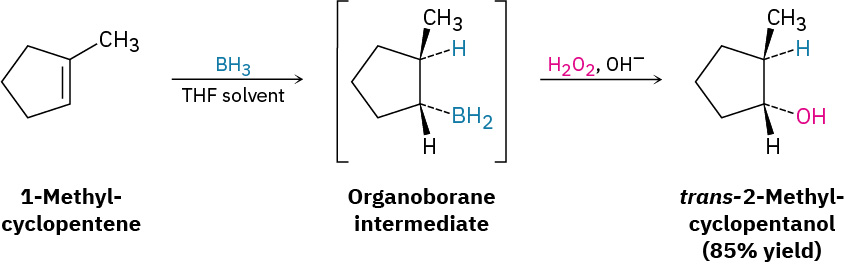 CH₃
BH₃
THF solvent
CH₃
H
BH₂
H
H₂O₂, OH⁻
CH₃
H
OH
H
1-Methyl-
cyclopentene
Organoborane
intermediate
trans-2-Methyl-
cyclopentanol
(85% yield)